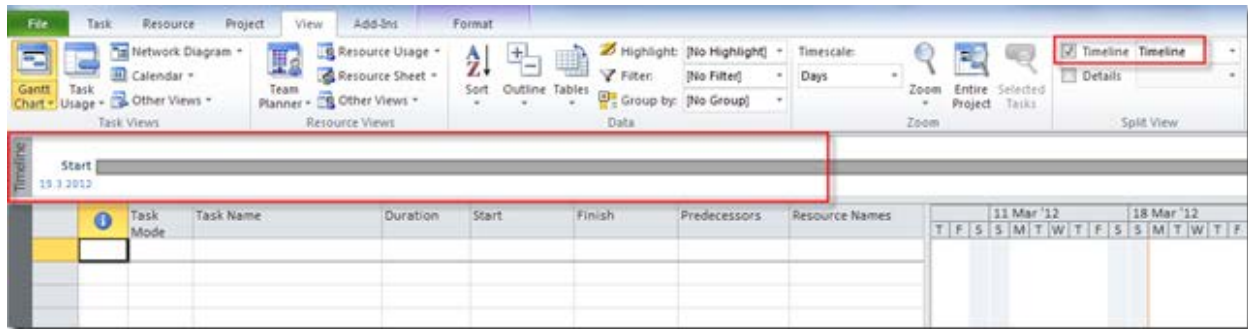 File Task Resource Project View Add-Ins Format
Network Diagram Resource Usage Highlight: [No Highlight] Timescale: Timeline Timeline
Calendar Resource Sheet Filter: [No Filter] Days Details
Gantt Chart Task Usage Other Views Team Planner Other Views Sort Outline Tables Group by: [No Group] Zoom Entire Project Selected Tasks
Task Views Resource Views Data Zoom Split View
Timeline
Start
19.3.2012
Task Mode Task Name Duration Start Finish Predecessors Resource Names 11 Mar '12 18 Mar '12
T F S S M T W T F S S M T W T F